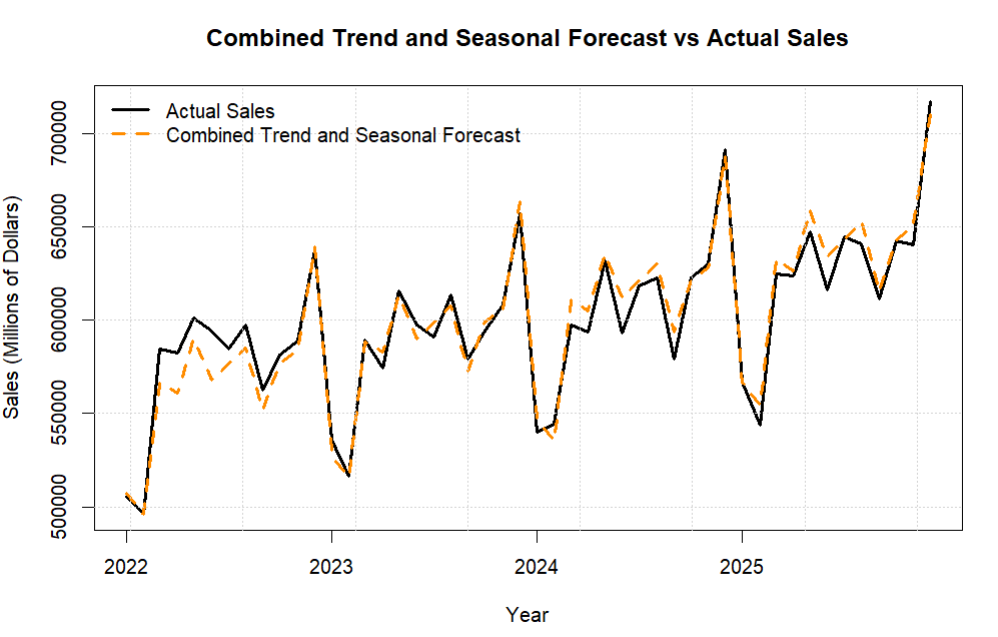 Combined Trend and Seasonal Forecast vs Actual Sales
Actual Sales
Combined Trend and Seasonal Forecast
Sales (Millions of Dollars)
700000
650000
600000
550000
500000
2022
2023
2024
2025
Year